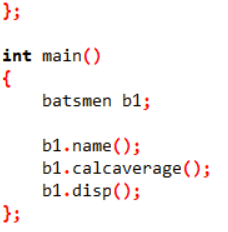 };
int main()
{
batsmen b1;
b1.name();
b1.calcaverage();
b1.disp();
};